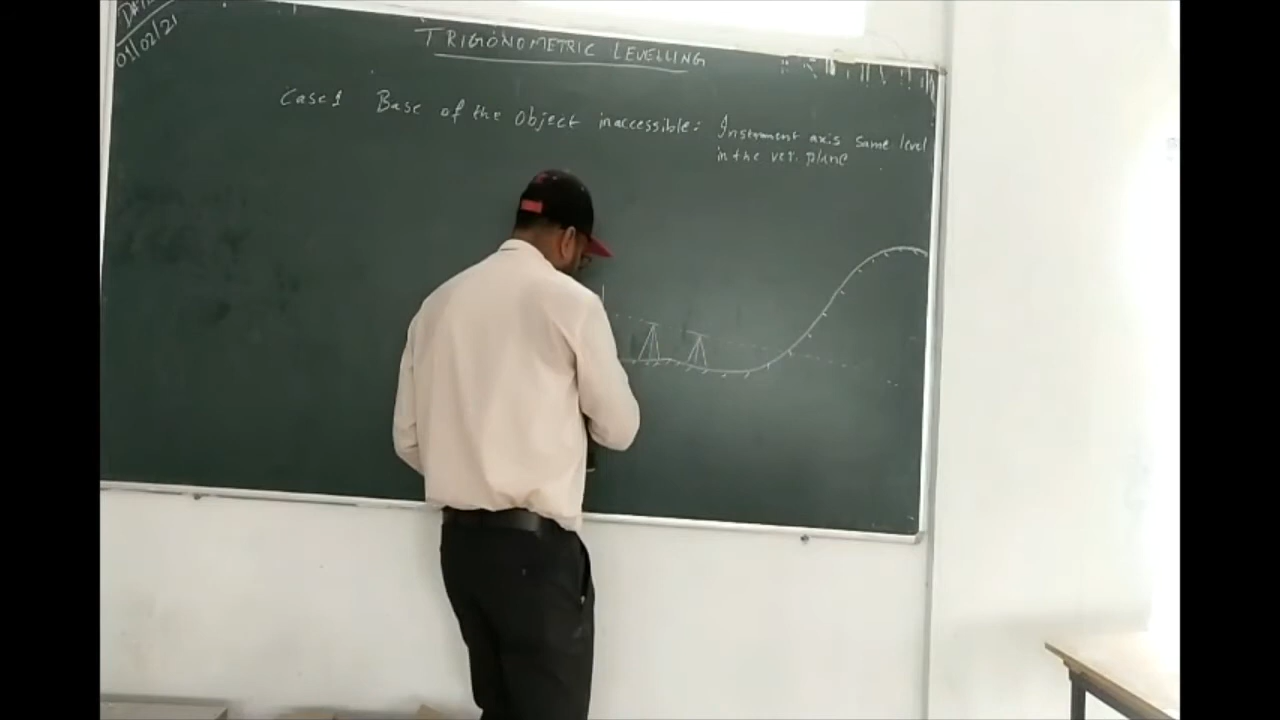 DATE
01/02/21
TRIGONOMETRIC LEVELLING
Case 1 Base of the Object inaccessible: Instrument axis same level
in the ver. plane